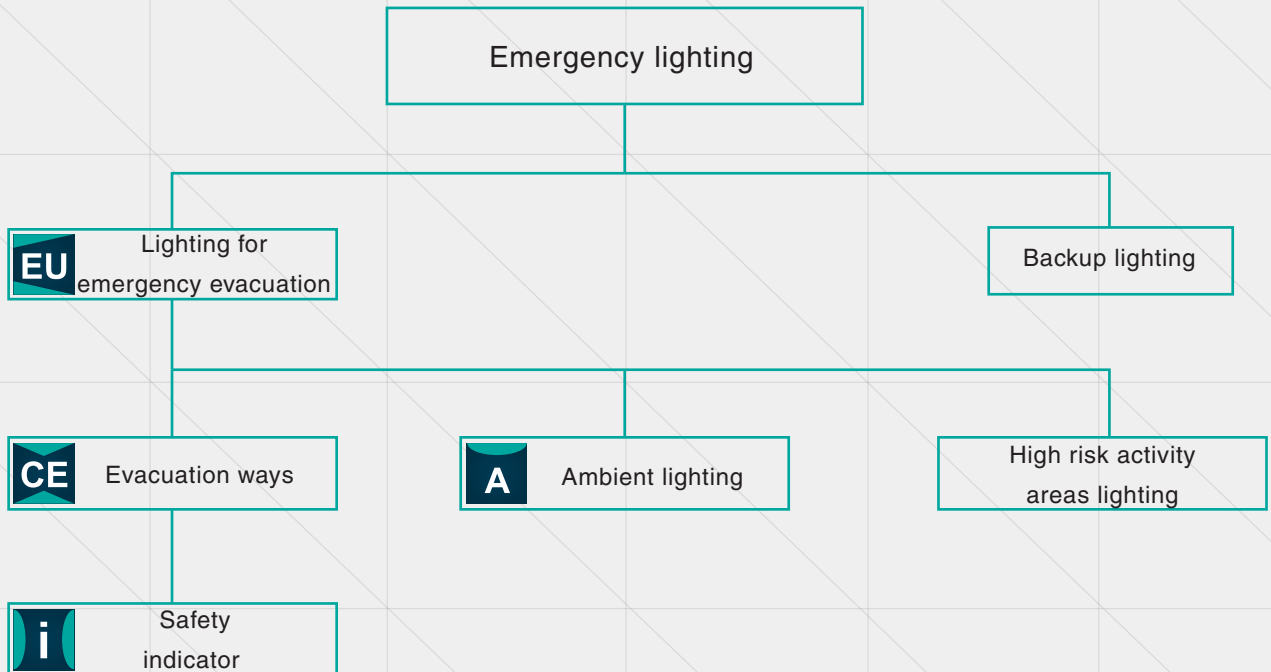 Emergency lighting
EU
Lighting for
emergency evacuation
Backup lighting
CE
Evacuation ways
A
Ambient lighting
High risk activity
areas lighting
i
Safety
indicator